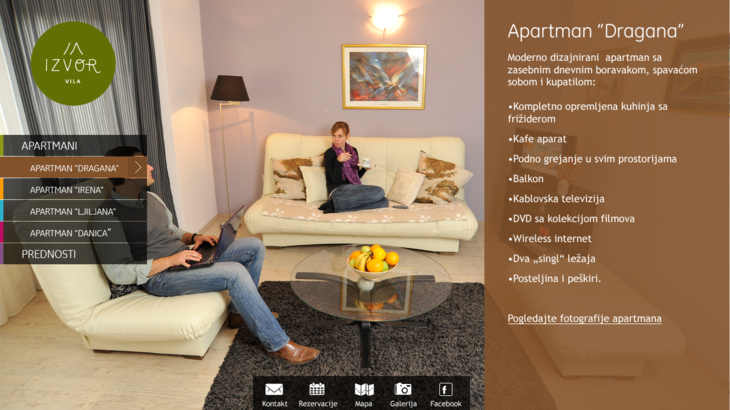 IZVOR
VILA
APARTMANI
APARTMAN "DRAGANA"
APARTMAN "IRENA"
APARTMAN "LJILJANA"
APARTMAN "DANICA"
PREDNOSTI
Apartman "Dragana"
Moderno dizajnirani apartman sa
zasebnim dnevnim boravakom, spavaćom
sobom i kupatilom:
•Kompletno opremljena kuhinja sa
frižiderom
•Kafe aparat
•Podno grejanje u svim prostorijama
•Balkon
•Kablovska televizija
•DVD sa kolekcijom filmova
•Wireless internet
•Dva „singl“ ležaja
•Posteljina i peškiri.
Pogledajte fotografije apartmana
Kontakt Rezervacije Mapa Galerija Facebook